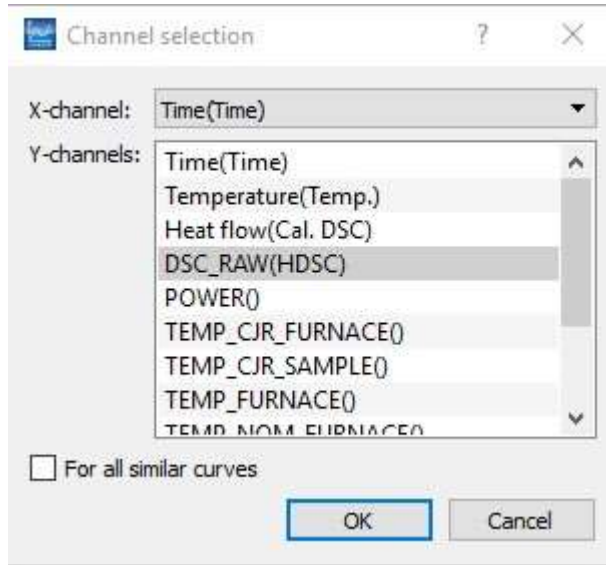 Channel selection
?
X-channel: Time(Time)
Y-channels: Time(Time)
Temperature(Temp.)
Heat flow(Cal. DSC)
DSC_RAW(HDSC)
POWER()
TEMP_CJR_FURNACE()
TEMP_CJR_SAMPLE()
TEMP_FURNACE()
TEMP_NOM_FURNACE()
For all similar curves
OK
Cancel